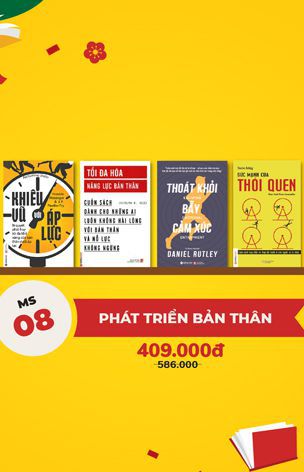 KHIÊU
VŨ
VỚI
ÁP
LỰC
TỐI ĐA HÓA
NĂNG LỰC BẢN THÂN
CUỐN SÁCH
DÀNH CHO NHỮNG AI
LUÔN KHÔNG HÀI LÒNG
VỚI BẢN THÂN
VÀ NỖ LỰC
KHÔNG NGỪNG
THOÁT KHỎI
BẪY
CẢM XÚC
DANIEL RUTLEY
SỨC MẠNH CỦA
THÓI QUEN
MS
08
PHÁT TRIỂN BẢN THÂN
409.000đ
586.000